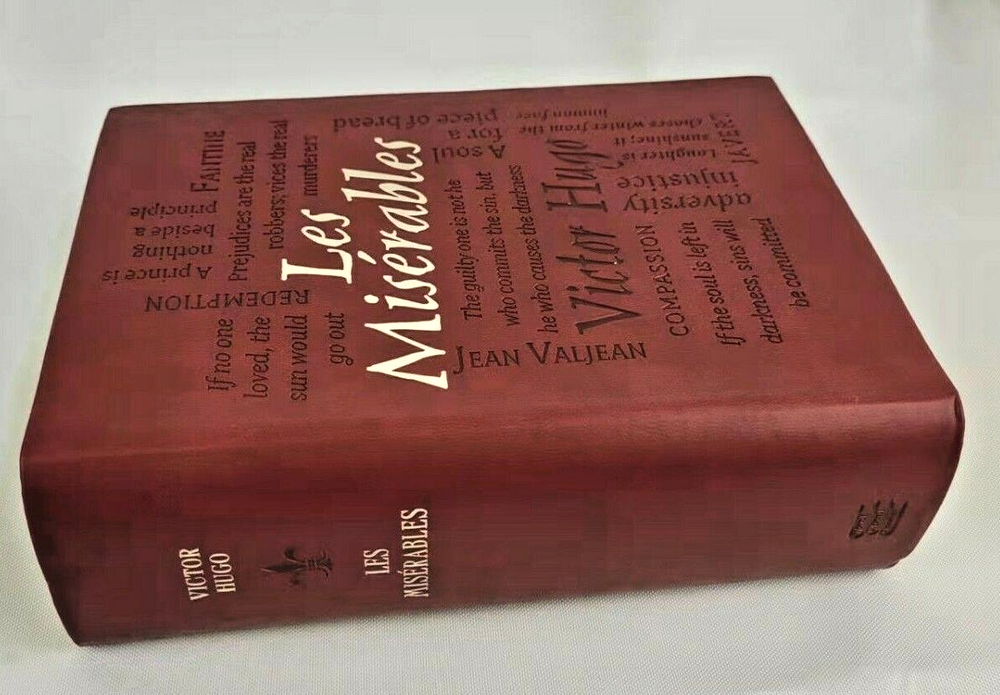 A prince is
nothing
beside a
principle
FANTINE
Prejudices are the real
robbers; vices the real
murderers
REDEMPTION
If no one
loved, the
sun would
go out
Les
Misérables
A soul
for a
piece of bread
The guilty one is not he
who commits the sin, but
he who causes the darkness
JEAN VALJEAN
Victor Hugo
Laughter is
sunshine; it
chases winter from the
human face
JAVERT
adversity
injustice
COMPASSION
If the soul is left in
darkness, sins will
be committed
VICTOR
HUGO
LES
MISÉRABLES